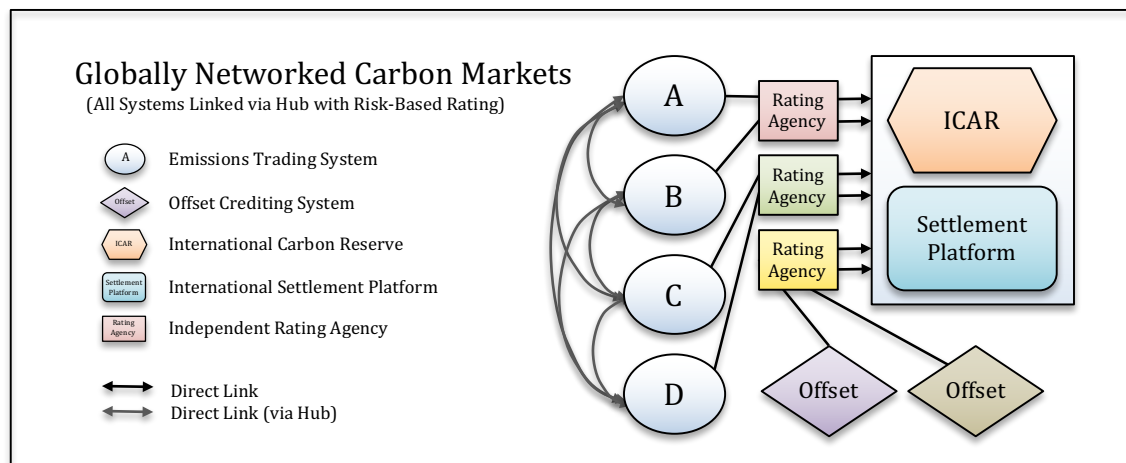 Globally Networked Carbon Markets
(All Systems Linked via Hub with Risk-Based Rating)
A
Emissions Trading System
Offset
Offset Crediting System
ICAR
International Carbon Reserve
Settlement
Platform
International Settlement Platform
Rating
Agency
Independent Rating Agency
Direct Link
Direct Link (via Hub)
A
B
C
D
Rating
Agency
Rating
Agency
Rating
Agency
ICAR
Settlement
Platform
Offset
Offset